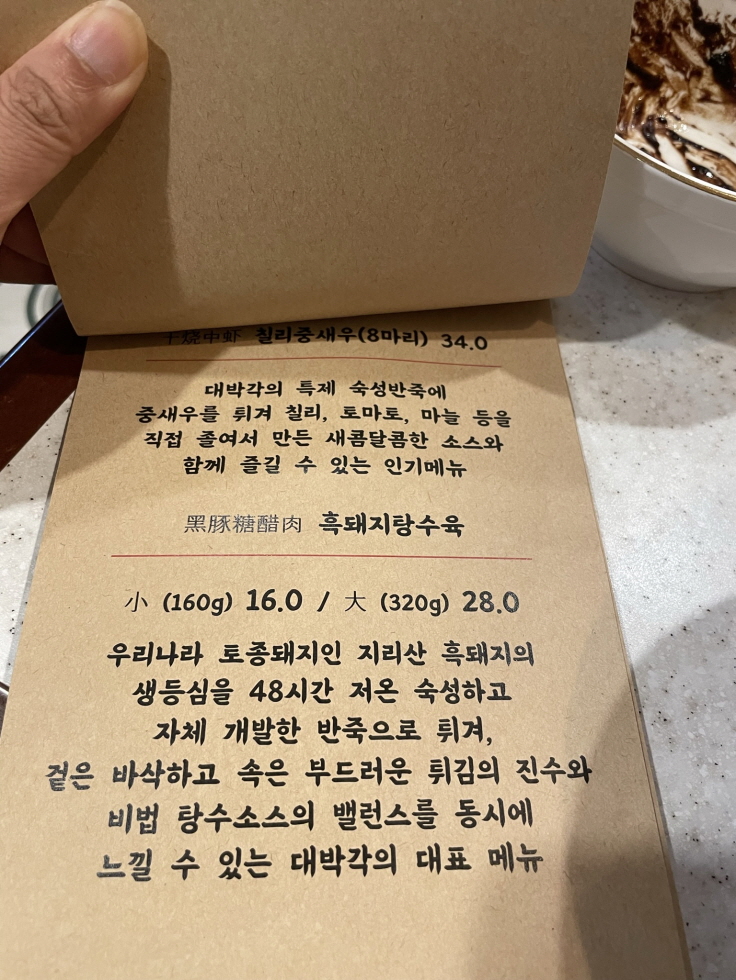 干烧中虾 칠리중새우(8마리) 34.0
대박각의 특제 숙성반죽에
중새우를 튀겨 칠리, 토마토, 마늘 등을
직접 졸여서 만든 새콤달콤한 소스와
함께 즐길 수 있는 인기메뉴
黑豚糖醋肉 흑돼지탕수육
小 (160g) 16.0 / 大 (320g) 28.0
우리나라 토종돼지인 지리산 흑돼지의
생등심을 48시간 저온 숙성하고
자체 개발한 반죽으로 튀겨,
겉은 바삭하고 속은 부드러운 튀김의 진수와
비법 탕수소스의 밸런스를 동시에
느낄 수 있는 대박각의 대표 메뉴